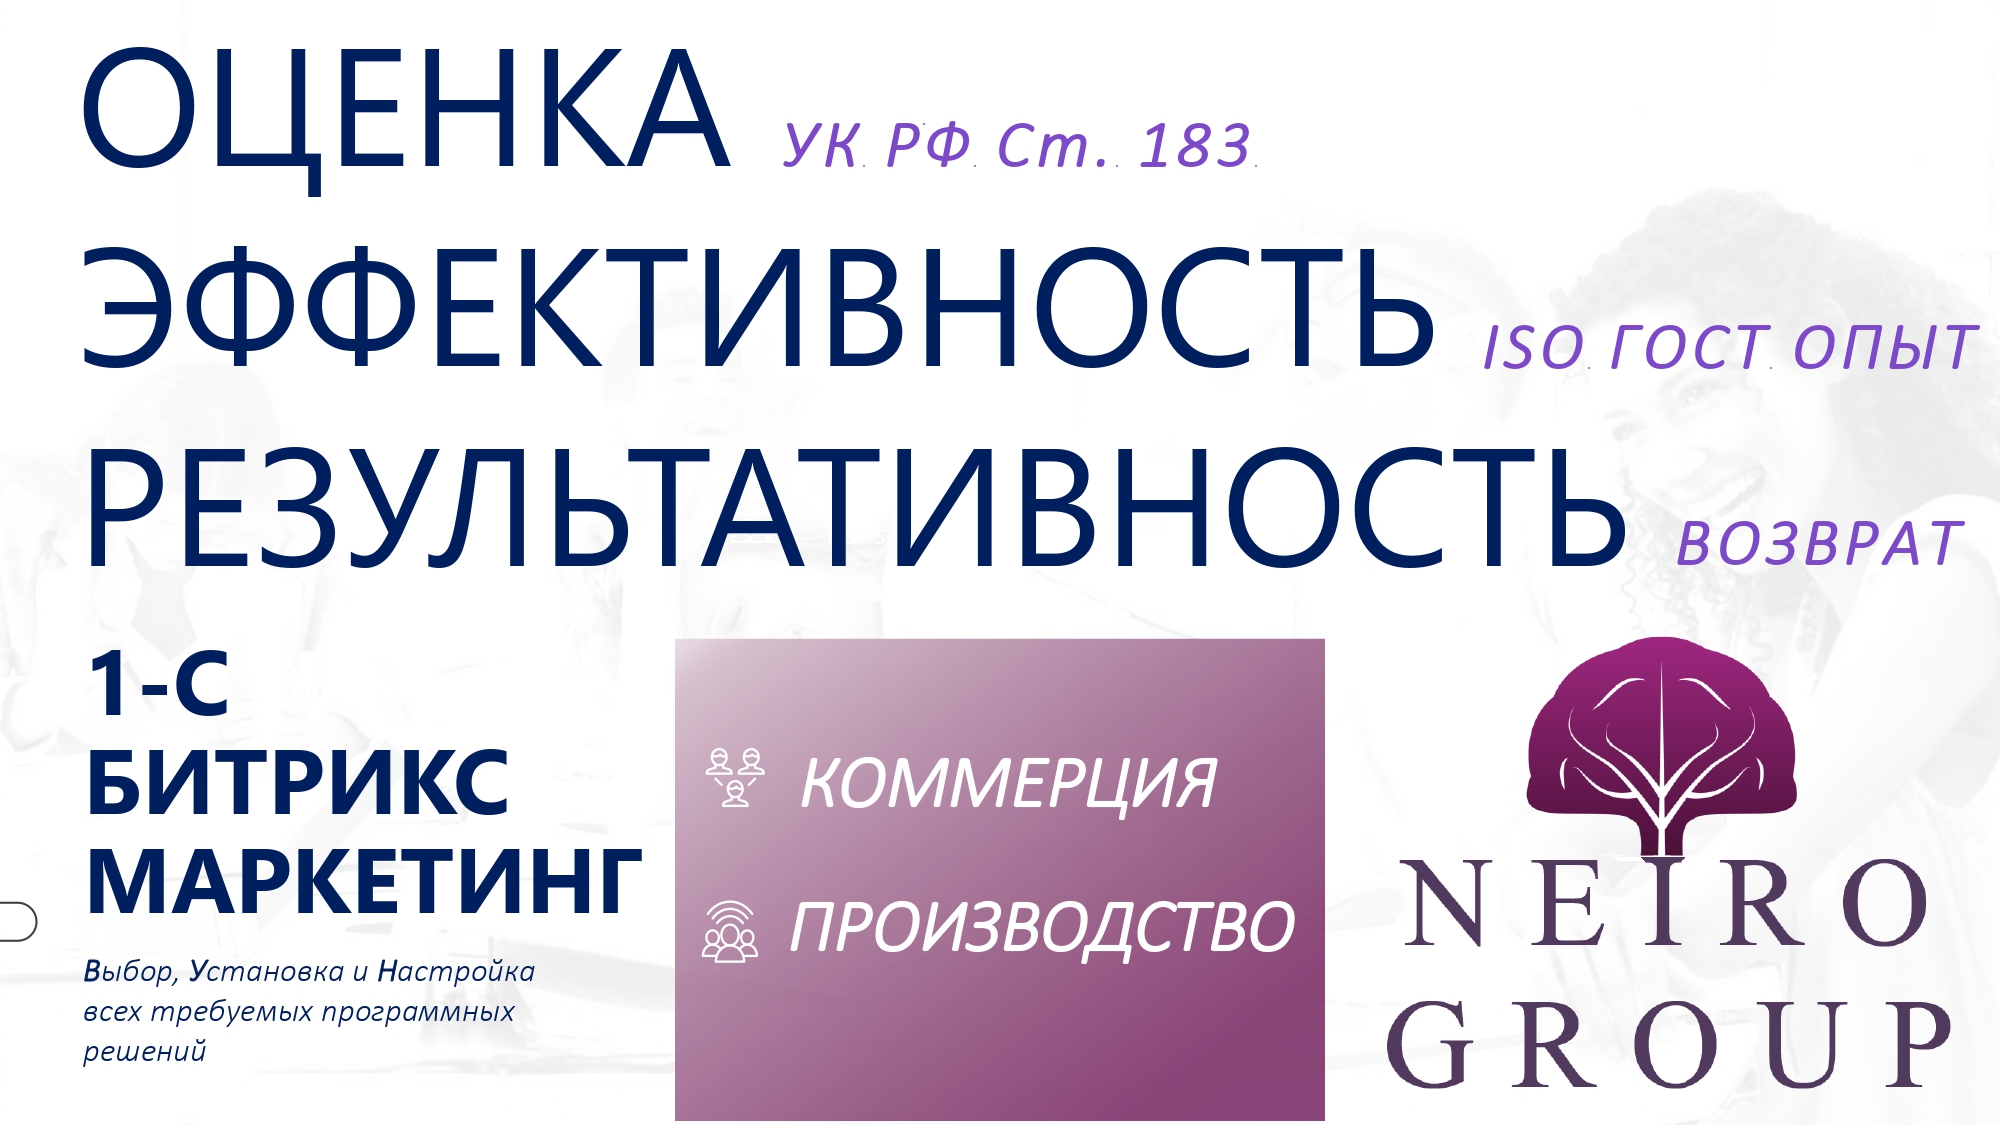 ОЦЕНКА УК РФ Ст. 183
ЭФФЕКТИВНОСТЬ ISO ГОСТ ОПЫТ
РЕЗУЛЬТАТИВНОСТЬ ВОЗВРАТ
1-С
БИТРИКС
МАРКЕТИНГ
Выбор, Установка и Настройка
всех требуемых программных
решений
КОММЕРЦИЯ
ПРОИЗВОДСТВО
NEIRO
GROUP